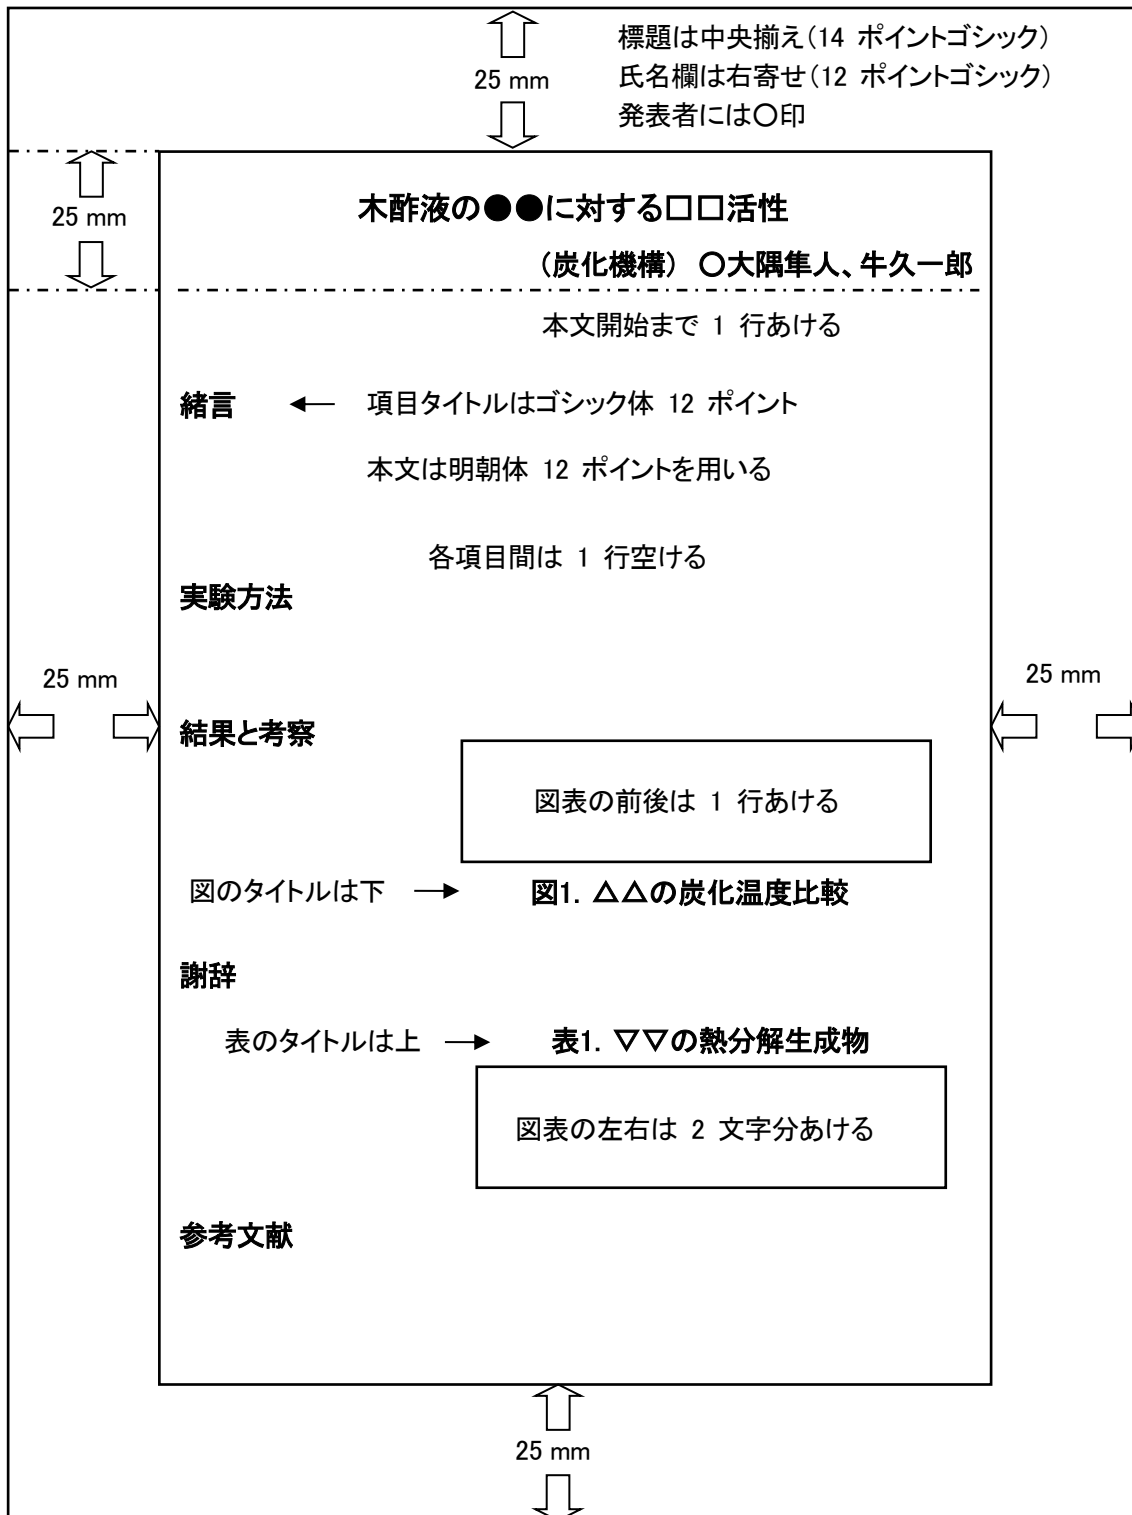 標題は中央揃え（14 ポイントゴシック）
25 mm
氏名欄は右寄せ（12 ポイントゴシック）
発表者には○印
25 mm
木酢液の●●に対する□□活性
（炭化機構） ○大隅隼人、牛久一郎
本文開始まで 1 行あける
緒言 ← 項目タイトルはゴシック体 12 ポイント
本文は明朝体 12 ポイントを用いる
各項目間は 1 行空ける
実験方法
25 mm
25 mm
結果と考察
図表の前後は 1 行あける
図のタイトルは下 → 図1. △△の炭化温度比較
謝辞
表のタイトルは上 → 表1. ▽▽の熱分解生成物
図表の左右は 2 文字分あける
参考文献
25 mm